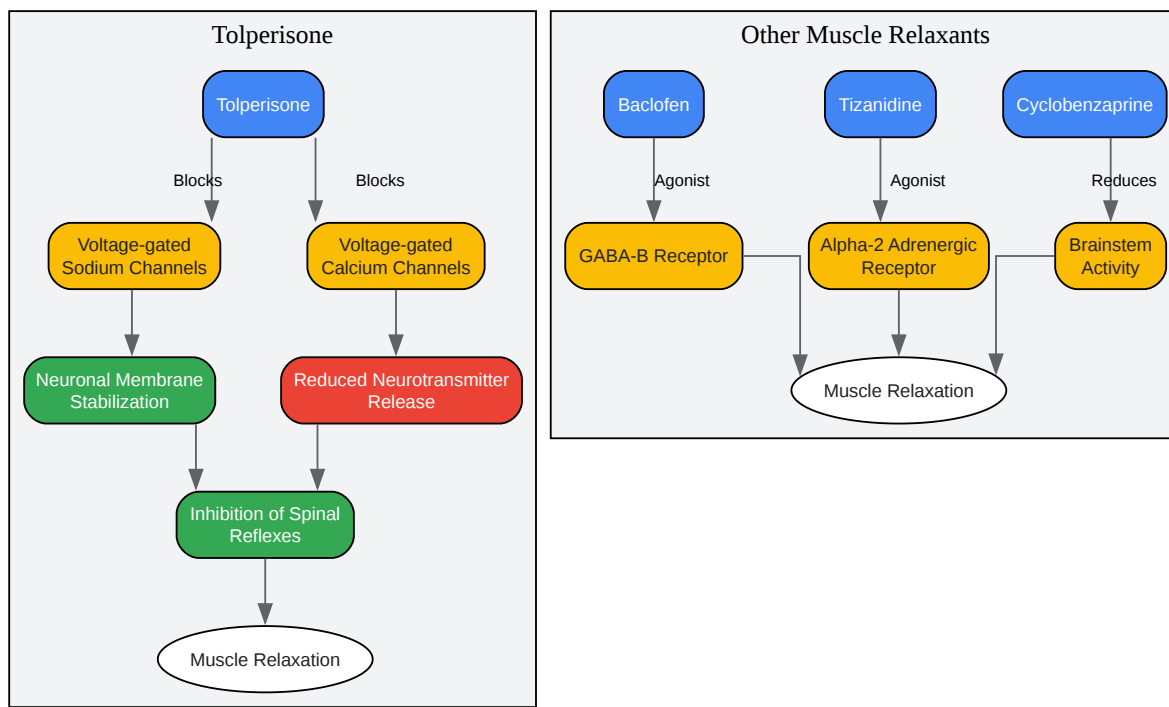 Tolperisone
Tolperisone
Blocks
Blocks
Voltage-gated
Sodium Channels
Voltage-gated
Calcium Channels
Neuronal Membrane
Stabilization
Reduced Neurotransmitter
Release
Inhibition of Spinal
Reflexes
Muscle Relaxation
Other Muscle Relaxants
Baclofen
Tizanidine
Cyclobenzaprine
Agonist
Agonist
Reduces
GABA-B Receptor
Alpha-2 Adrenergic
Receptor
Brainstem
Activity
Muscle Relaxation